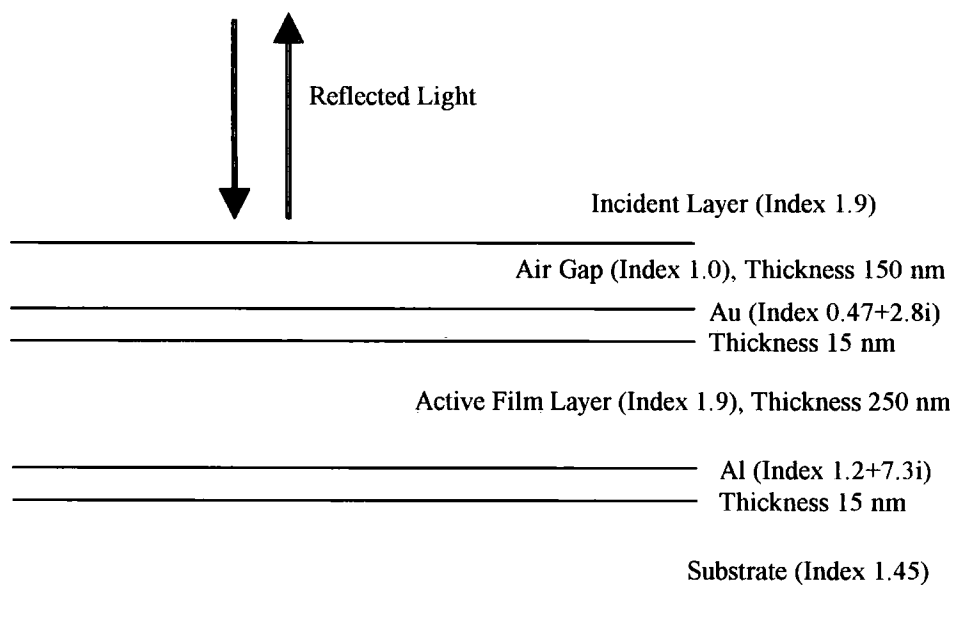 Reflected Light
Incident Layer (Index 1.9)
Air Gap (Index 1.0), Thickness 150 nm
Au (Index 0.47+2.8i)
Thickness 15 nm
Active Film Layer (Index 1.9), Thickness 250 nm
Al (Index 1.2+7.3i)
Thickness 15 nm
Substrate (Index 1.45)